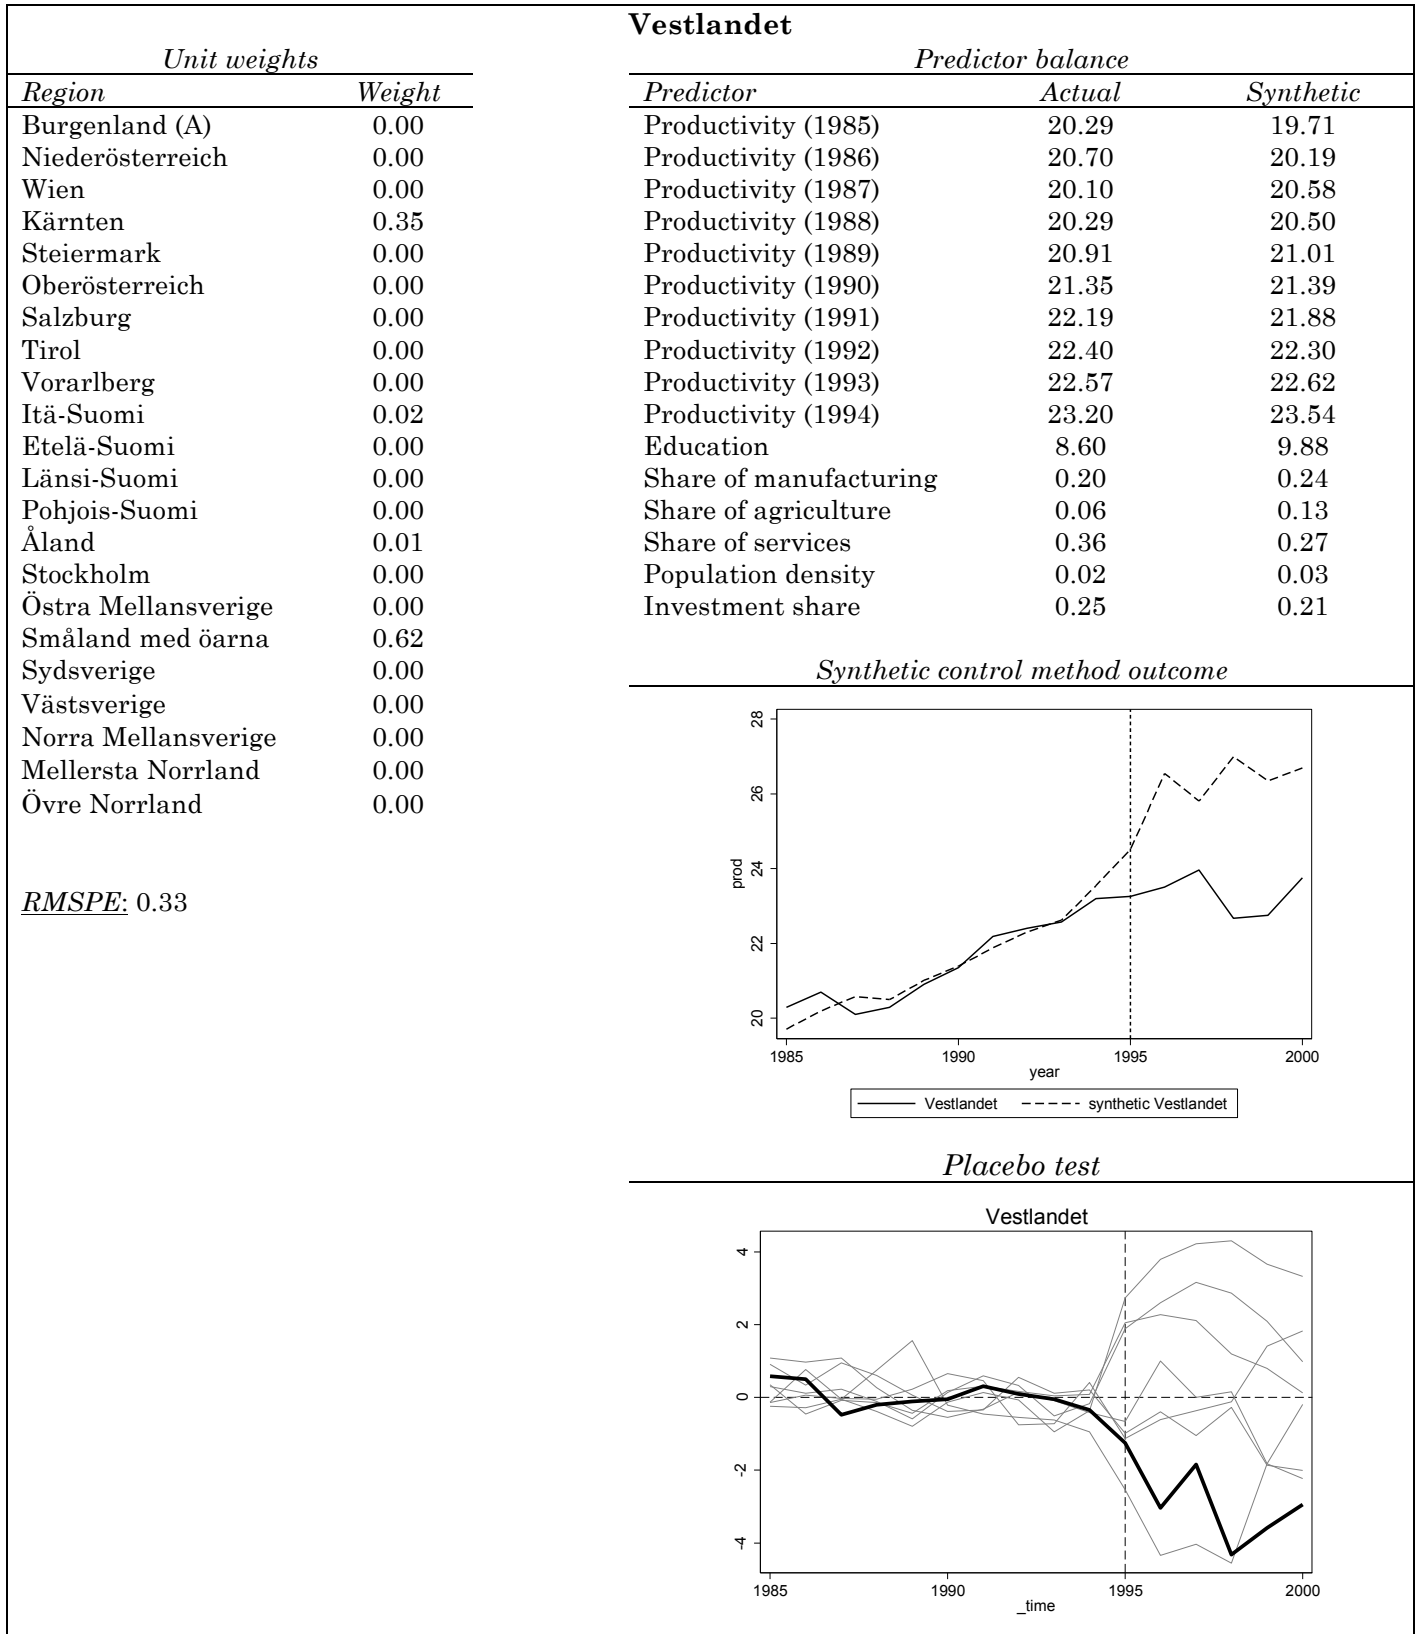 Vestlandet
Unit weights
Region Weight
Burgenland (A) 0.00
Niederösterreich 0.00
Wien 0.00
Kärnten 0.35
Steiermark 0.00
Oberösterreich 0.00
Salzburg 0.00
Tirol 0.00
Vorarlberg 0.00
Itä-Suomi 0.02
Etelä-Suomi 0.00
Länsi-Suomi 0.00
Pohjois-Suomi 0.00
Åland 0.01
Stockholm 0.00
Östra Mellansverige 0.00
Småland med öarna 0.62
Sydsverige 0.00
Västsverige 0.00
Norra Mellansverige 0.00
Mellersta Norrland 0.00
Övre Norrland 0.00
RMSPE: 0.33
Predictor balance
Predictor Actual Synthetic
Productivity (1985) 20.29 19.71
Productivity (1986) 20.70 20.19
Productivity (1987) 20.10 20.58
Productivity (1988) 20.29 20.50
Productivity (1989) 20.91 21.01
Productivity (1990) 21.35 21.39
Productivity (1991) 22.19 21.88
Productivity (1992) 22.40 22.30
Productivity (1993) 22.57 22.62
Productivity (1994) 23.20 23.54
Education 8.60 9.88
Share of manufacturing 0.20 0.24
Share of agriculture 0.06 0.13
Share of services 0.36 0.27
Population density 0.02 0.03
Investment share 0.25 0.21
Synthetic control method outcome
28
26
24
22
20
prod
1985 1990 1995 2000
year
Vestlandet synthetic Vestlandet
Placebo test
Vestlandet
4
2
0
-2
-4
1985 1990 1995 2000
_time